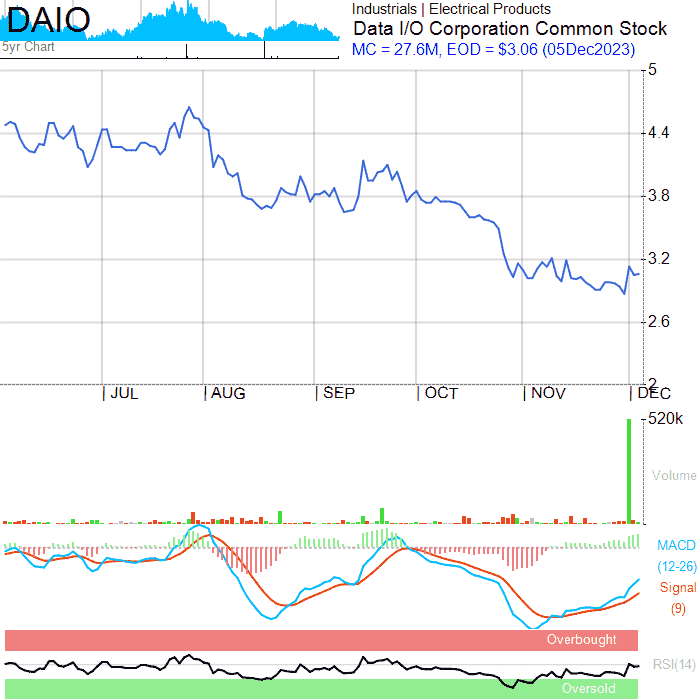 DAIO
5yr Chart
Industrials | Electrical Products
Data I/O Corporation Common Stock
MC = 27.6M, EOD = $3.06 (05Dec2023)
5
4.4
3.8
3.2
2.6
2
| JUL | AUG | SEP | OCT | NOV | DEC
520k
Volume
MACD
(12-26)
Signal
(9)
Overbought
RSI(14)
Oversold